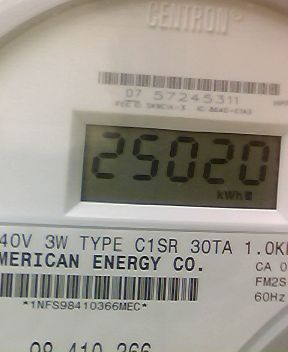 CENTRON®
07 57245311
25020
kWh
40V 3W TYPE C1SR 30TA 1.0K
MERICAN ENERGY CO.
CA 0
FM2S
60Hz
*1NFS98410366MEC*
98 410 366